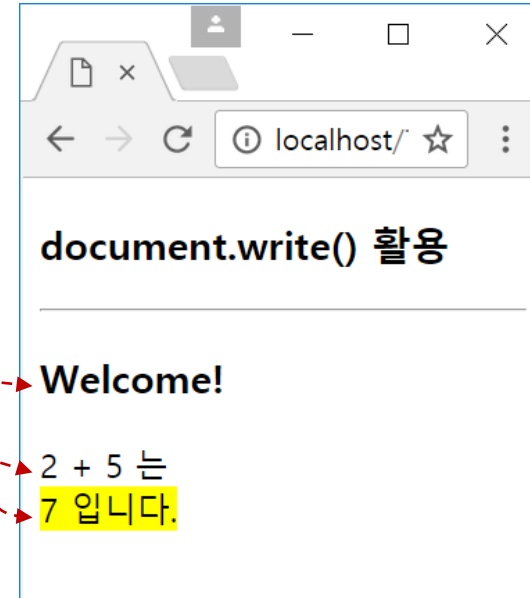 localhost/
document.write() 활용
Welcome!
2 + 5 는
7 입니다.